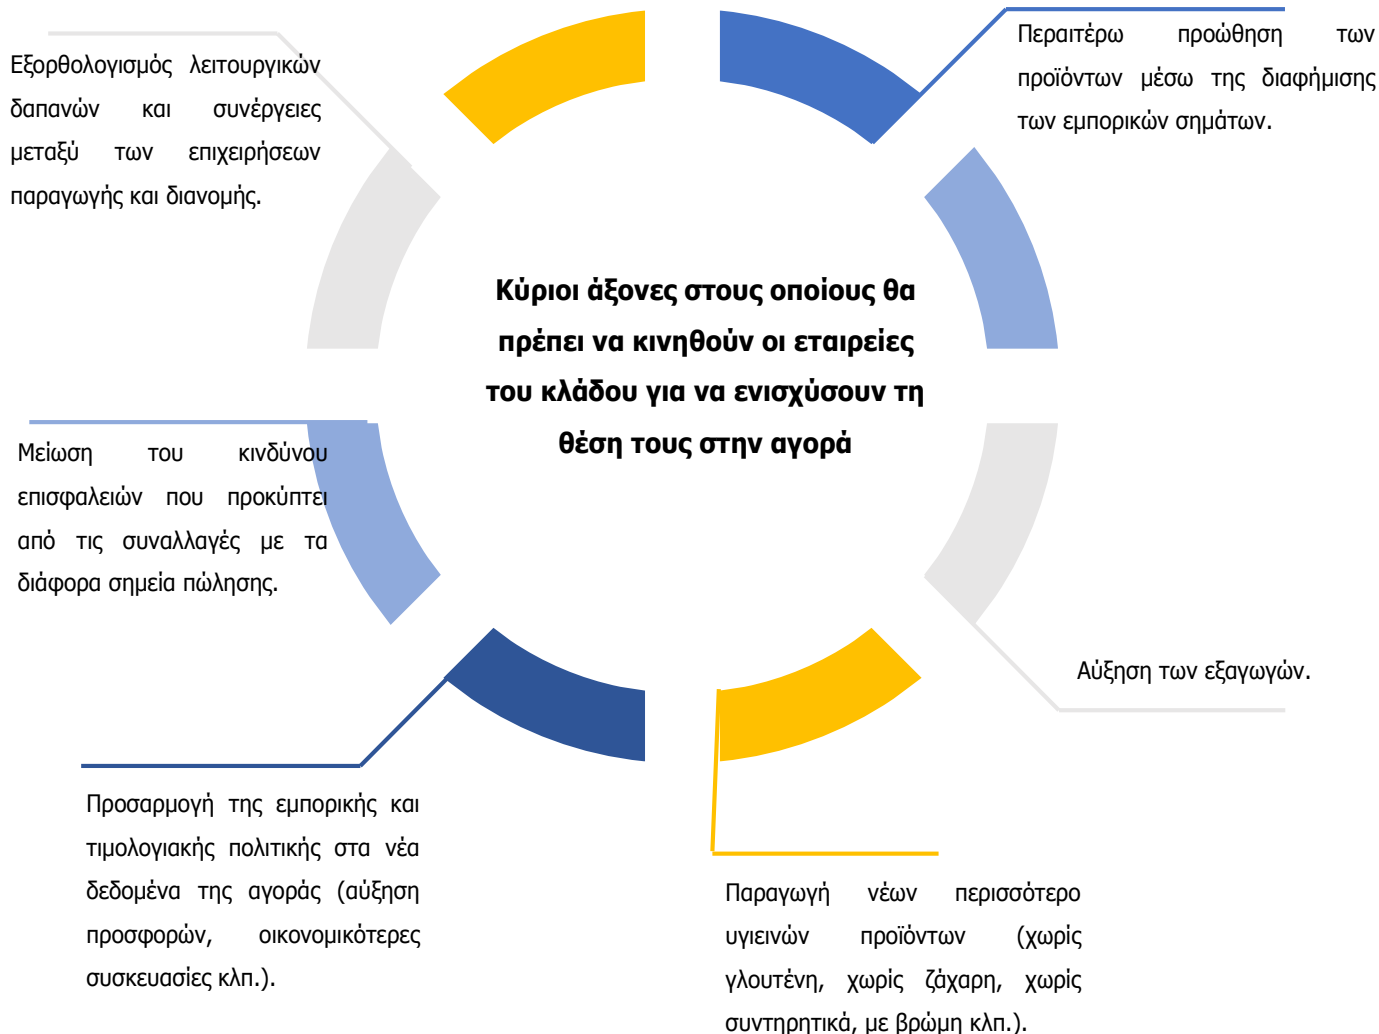 Εξορθολογισμός λειτουργικών
δαπανών και συνέργειες
μεταξύ των επιχειρήσεων
παραγωγής και διανομής.
Περαιτέρω προώθηση των
προϊόντων μέσω της διαφήμισης
των εμπορικών σημάτων.
Κύριοι άξονες στους οποίους θα
πρέπει να κινηθούν οι εταιρείες
του κλάδου για να ενισχύσουν τη
θέση τους στην αγορά
Μείωση του κινδύνου
επισφαλειών που προκύπτει
από τις συναλλαγές με τα
διάφορα σημεία πώλησης.
Αύξηση των εξαγωγών.
Προσαρμογή της εμπορικής και
τιμολογιακής πολιτικής στα νέα
δεδομένα της αγοράς (αύξηση
προσφορών, οικονομικότερες
συσκευασίες κλπ.).
Παραγωγή νέων περισσότερο
υγιεινών προϊόντων (χωρίς
γλουτένη, χωρίς ζάχαρη, χωρίς
συντηρητικά, με βρώμη κλπ.).